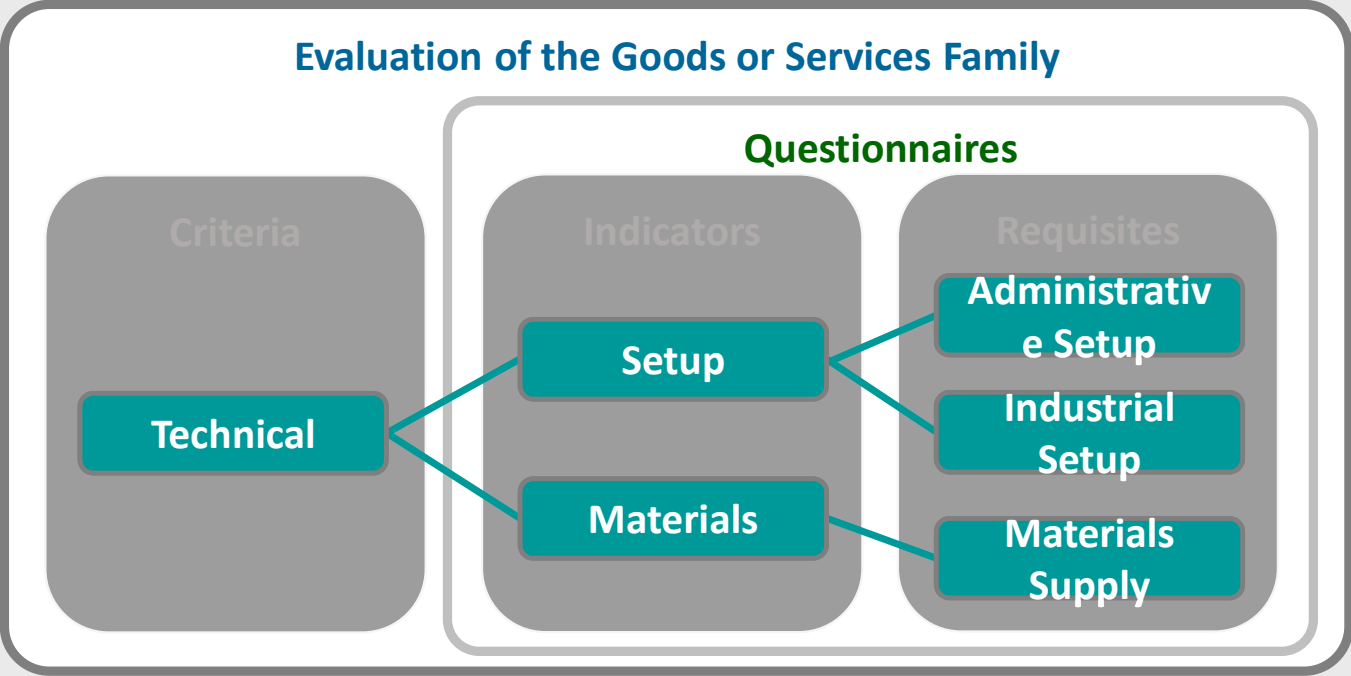 Evaluation of the Goods or Services Family
Questionnaires
Criteria
Indicators
Requisites
Technical
Setup
Materials
Administrativ
e Setup
Industrial
Setup
Materials
Supply